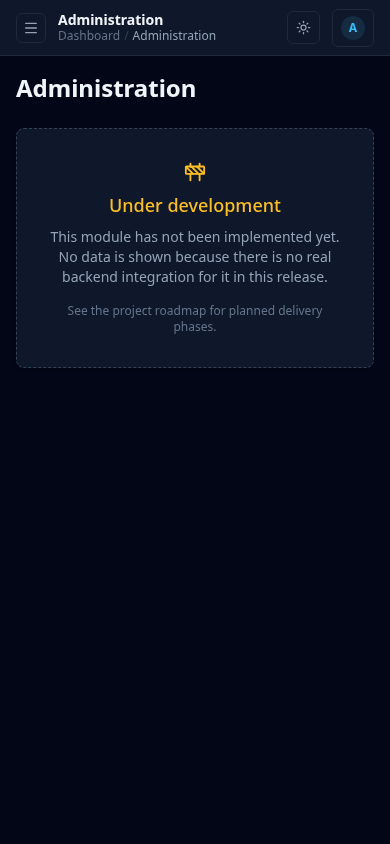 Administration
Dashboard / Administration
A
Administration
Under development
This module has not been implemented yet.
No data is shown because there is no real
backend integration for it in this release.
See the project roadmap for planned delivery
phases.